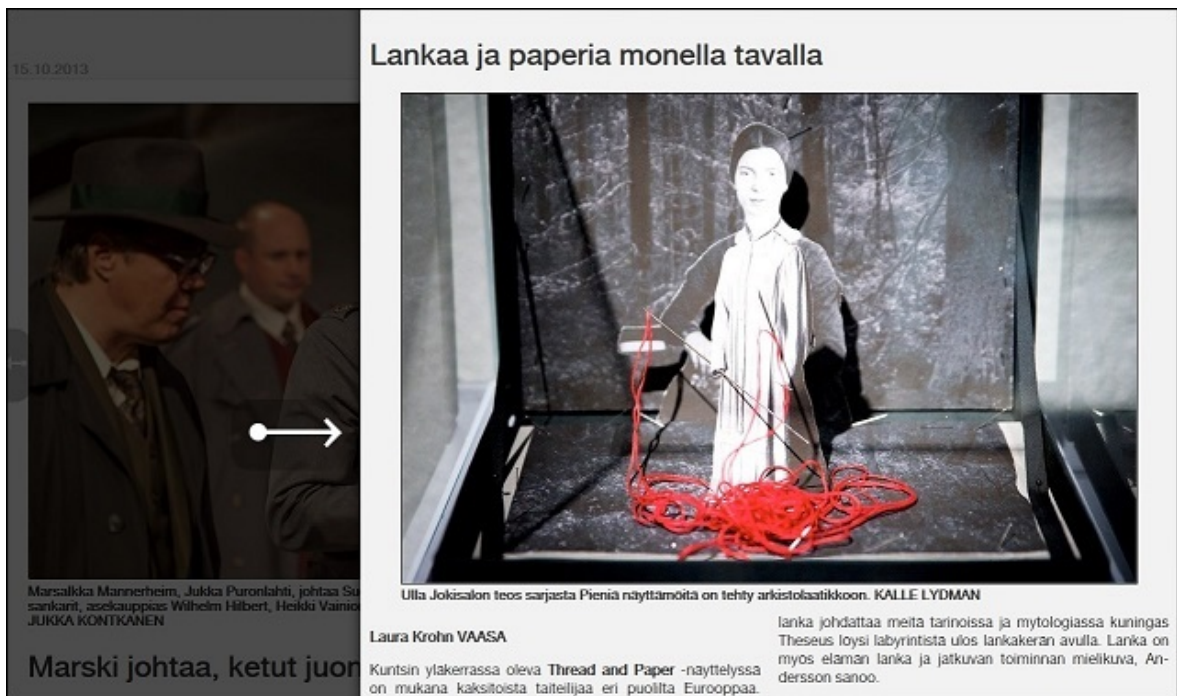 15.10.2013
Marsalkka Mannerheim, Jukka Puronlahti, johtaa Su
sankarit, asekauppias Wilhelm Hilbert, Heikki Vainion
JUKKA KONTKANEN
Marski johtaa, ketut juon
Lankaa ja paperia monella tavalla
Ulla Jokisalon teos sarjasta Pieniä näyttämöitä on tehty arkistolaatikkoon. KALLE LYDMAN
Laura Krohn VAASA
Kuntsin yläkerrassa oleva Thread and Paper -näyttelyssä
on mukana kaksitoista taiteilijaa eri puolilta Eurooppaa.
lanka johdattaa meitä tarinoissa ja mytologiassa kuningas
Theseus löysi labyrintistä ulos lankakerän avulla. Lanka on
myös elämän lanka ja jatkuvan toiminnan mielikuva, An-
dersson sanoo.